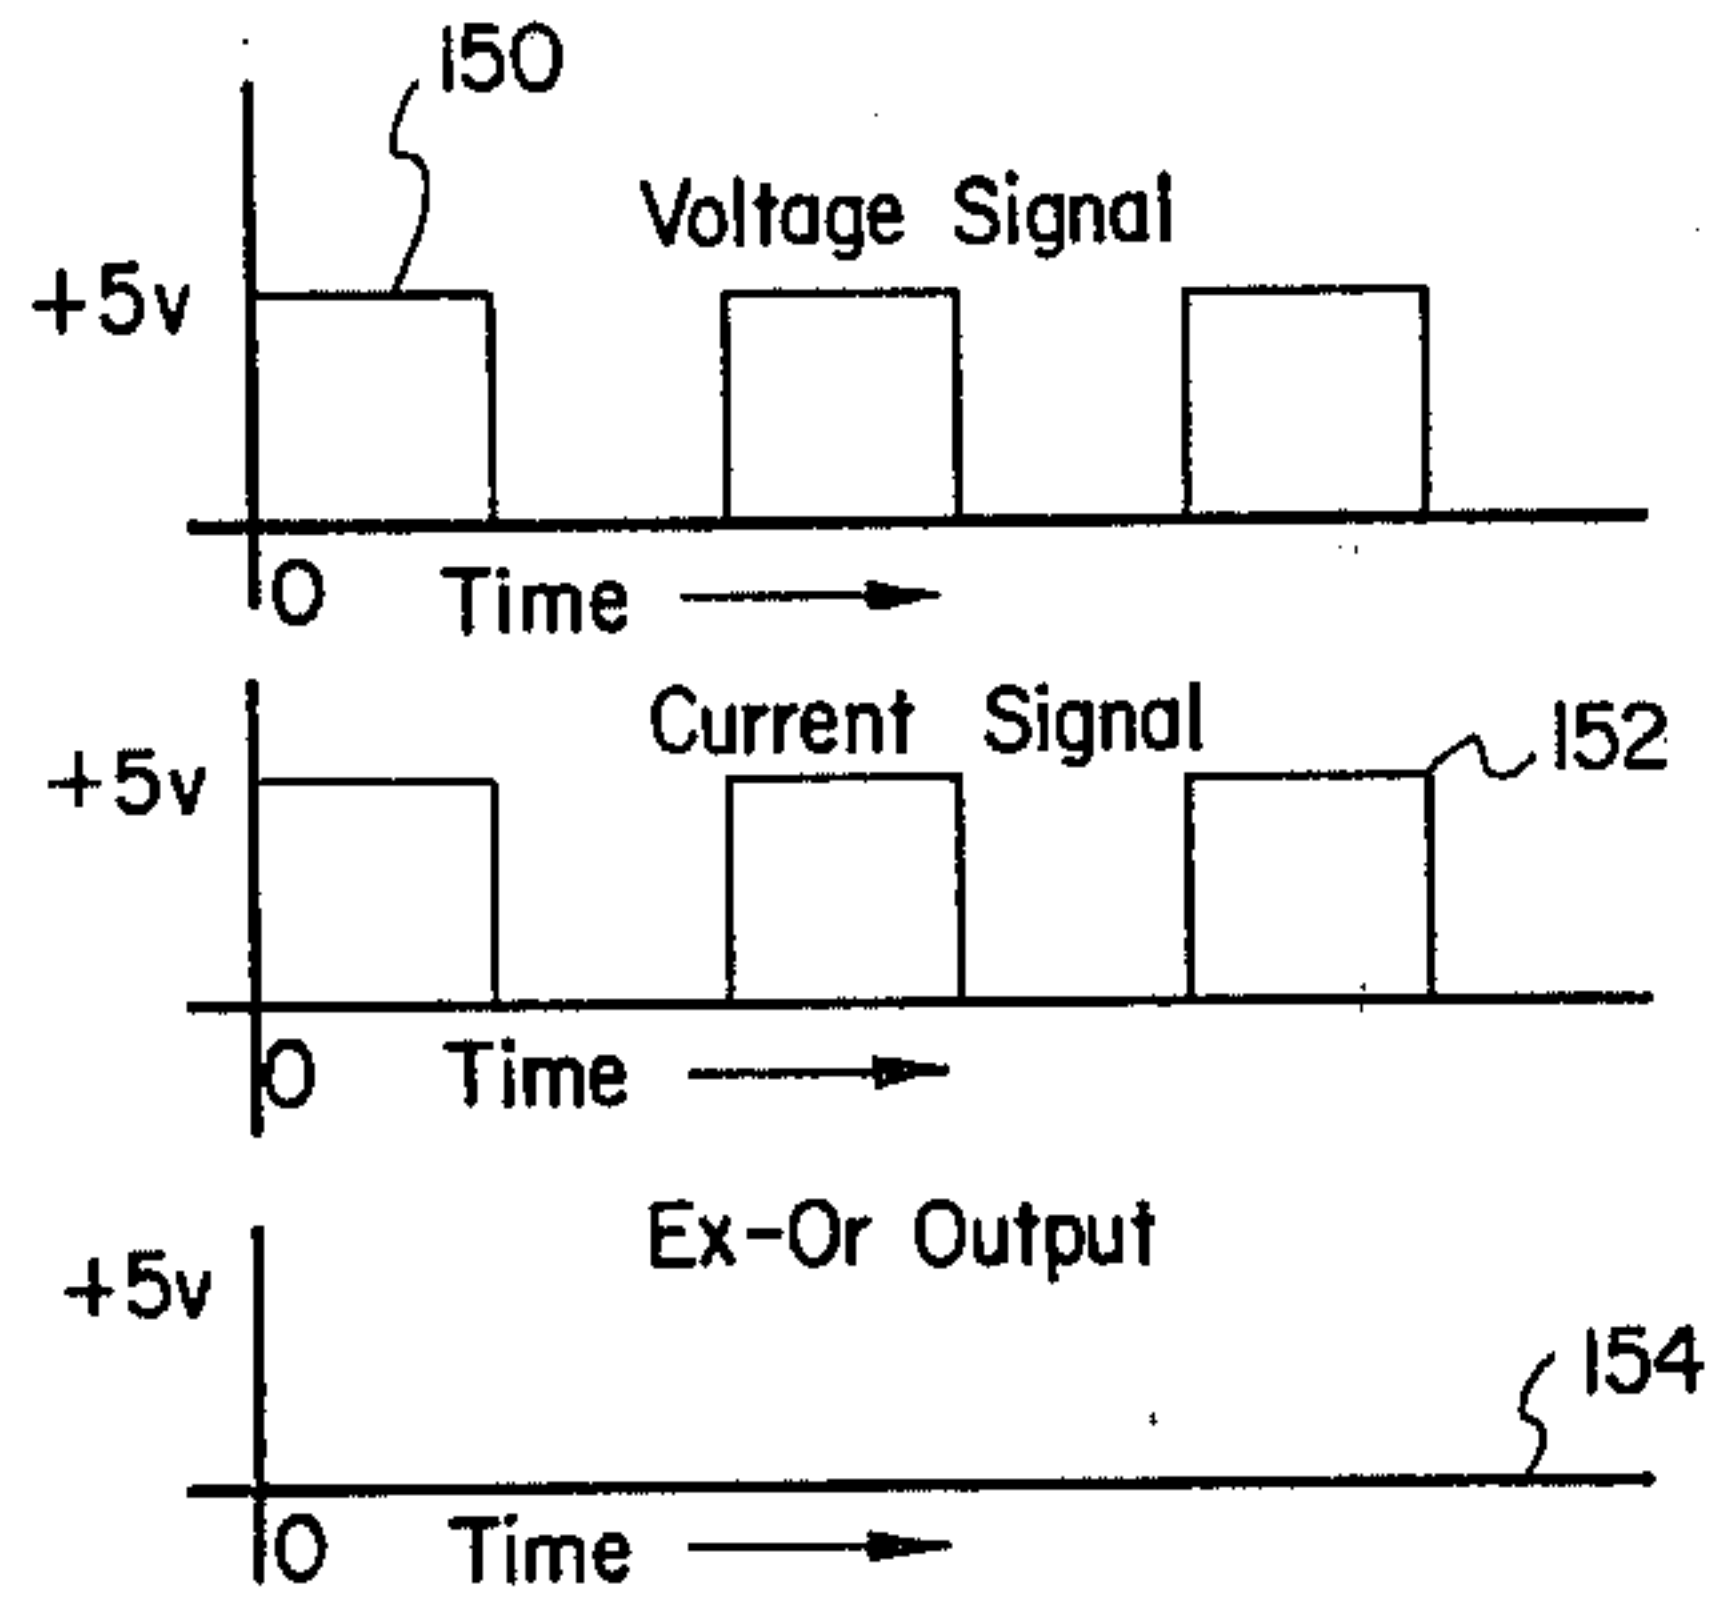 150
Voltage Signal
+5v
0 Time
Current Signal
152
+5v
0 Time
Ex-Or Output
+5v
154
0 Time